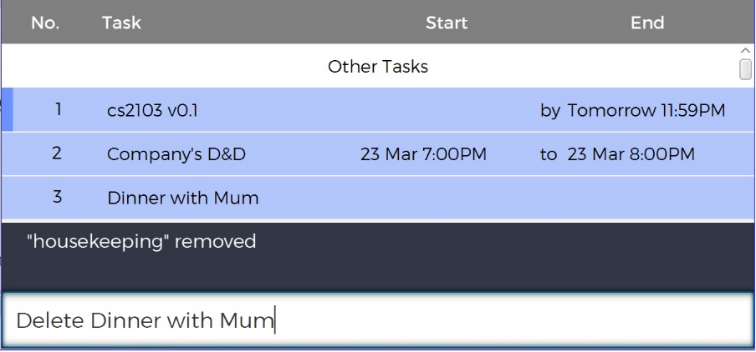 No. Task Start End
Other Tasks
1 cs2103 v0.1 by Tomorrow 11:59PM
2 Company's D&D 23 Mar 7:00PM to 23 Mar 8:00PM
3 Dinner with Mum
"housekeeping" removed
Delete Dinner with Mum